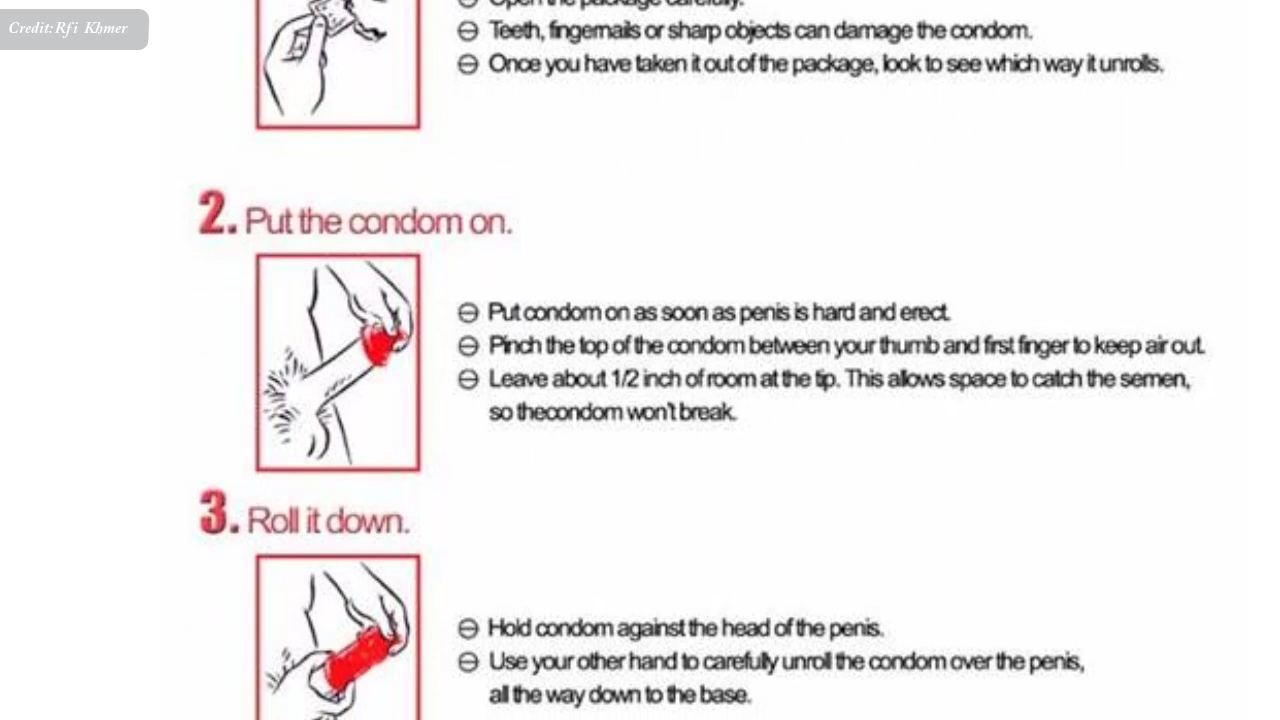 Credit:Rfi Khmer
Open the package carefully.
Teeth, fingernails or sharp objects can damage the condom.
Once you have taken it out of the package, look to see which way it unrolls.
2. Put the condom on.
Put condom on as soon as penis is hard and erect.
Pinch the top of the condom between your thumb and first finger to keep air out.
Leave about 1/2 inch of room at the tip. This allows space to catch the semen,
so thecondom won't break.
3. Roll it down.
Hold condom against the head of the penis.
Use your other hand to carefully unroll the condom over the penis,
all the way down to the base.